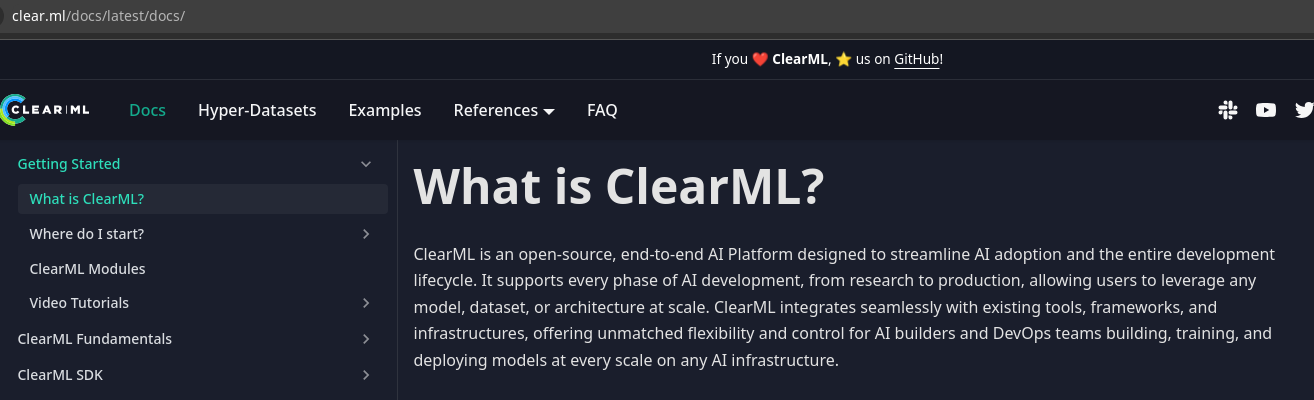 clear.ml/docs/latest/docs/
If you ❤️ ClearML, ⭐ us on GitHub!
CLEAR|ML Docs Hyper-Datasets Examples References FAQ
Getting Started
What is ClearML?
Where do I start?
ClearML Modules
Video Tutorials
ClearML Fundamentals
ClearML SDK
What is ClearML?
ClearML is an open-source, end-to-end AI Platform designed to streamline AI adoption and the entire development
lifecycle. It supports every phase of AI development, from research to production, allowing users to leverage any
model, dataset, or architecture at scale. ClearML integrates seamlessly with existing tools, frameworks, and
infrastructures, offering unmatched flexibility and control for AI builders and DevOps teams building, training, and
deploying models at every scale on any AI infrastructure.